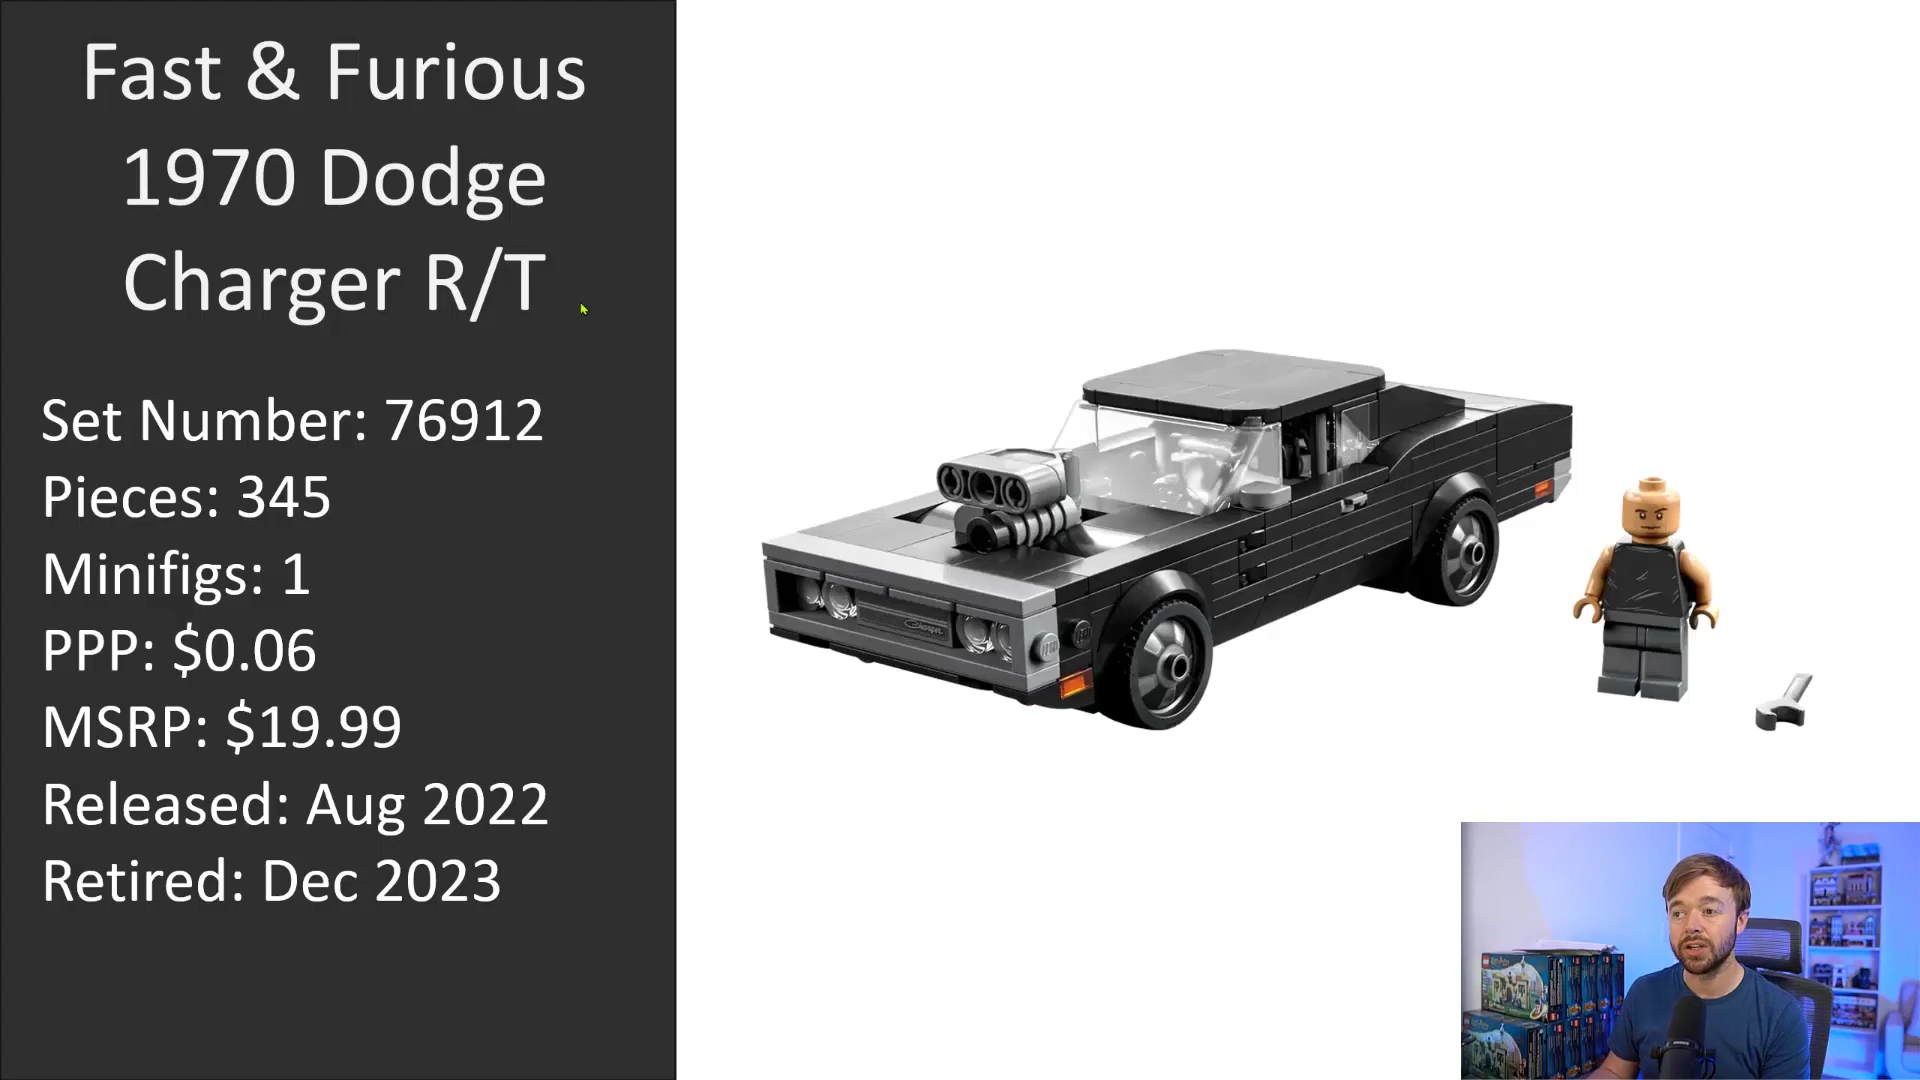 Fast & Furious
1970 Dodge
Charger R/T
Set Number: 76912
Pieces: 345
Minifigs: 1
PPP: $0.06
MSRP: $19.99
Released: Aug 2022
Retired: Dec 2023
Charger